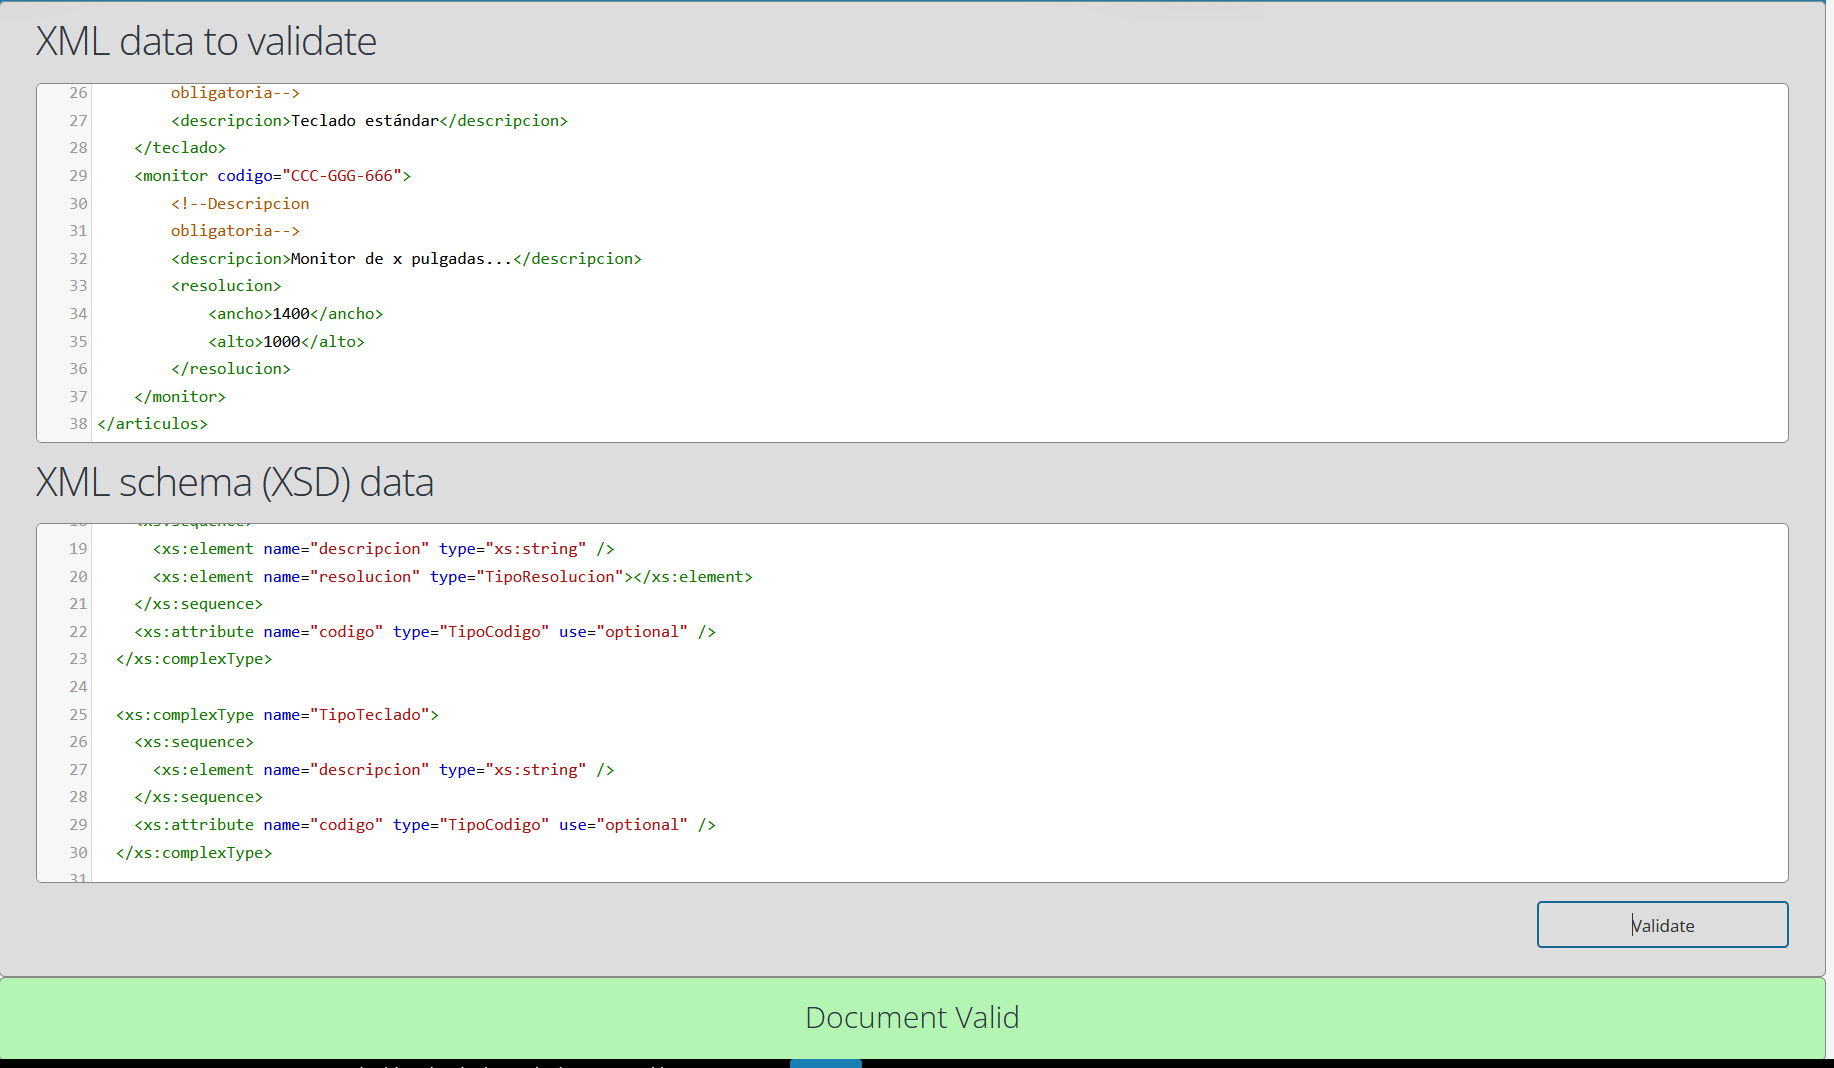 XML data to validate
26 obligatoria-->
27 <descripcion>Teclado estándar</descripcion>
28 </teclado>
29 <monitor codigo="CCC-GGG-666">
30 <!--Descripcion
31 obligatoria-->
32 <descripcion>Monitor de x pulgadas...</descripcion>
33 <resolucion>
34 <ancho>1400</ancho>
35 <alto>1000</alto>
36 </resolucion>
37 </monitor>
38 </articulos>
XML schema (XSD) data
19 <xs:element name="descripcion" type="xs:string" />
20 <xs:element name="resolucion" type="TipoResolucion"></xs:element>
21 </xs:sequence>
22 <xs:attribute name="codigo" type="TipoCodigo" use="optional" />
23 </xs:complexType>
24
25 <xs:complexType name="TipoTeclado">
26 <xs:sequence>
27 <xs:element name="descripcion" type="xs:string" />
28 </xs:sequence>
29 <xs:attribute name="codigo" type="TipoCodigo" use="optional" />
30 </xs:complexType>
31
Validate
Document Valid